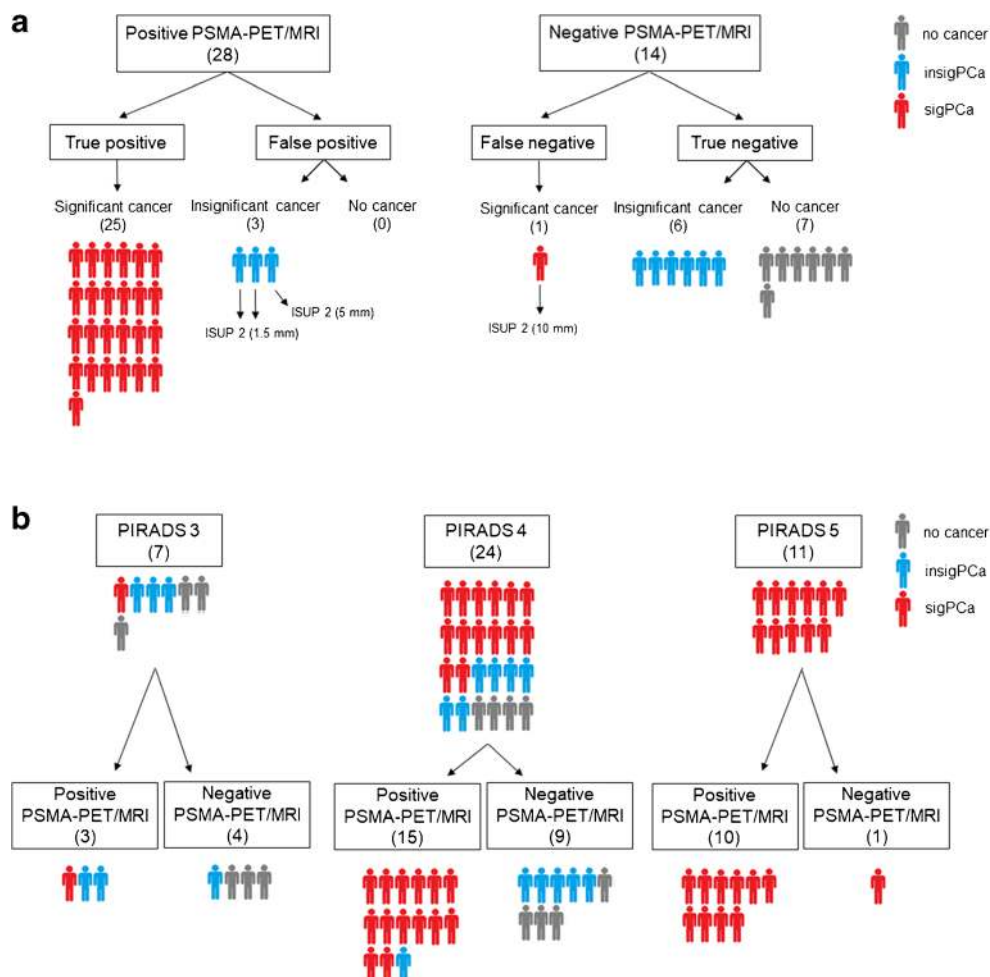 a
Positive PSMA-PET/MRI
(28)
Negative PSMA-PET/MRI
(14)
no cancer
insigPCa
sigPCa
True positive
False positive
False negative
True negative
Significant cancer
(25)
Insignificant cancer
(3)
No cancer
(0)
Significant cancer
(1)
Insignificant cancer
(6)
No cancer
(7)
ISUP 2 (5 mm)
ISUP 2 (1.5 mm)
ISUP 2 (10 mm)
b
PIRADS 3
(7)
PIRADS 4
(24)
PIRADS 5
(11)
no cancer
insigPCa
sigPCa
Positive
PSMA-PET/MRI
(3)
Negative
PSMA-PET/MRI
(4)
Positive
PSMA-PET/MRI
(15)
Negative
PSMA-PET/MRI
(9)
Positive
PSMA-PET/MRI
(10)
Negative
PSMA-PET/MRI
(1)